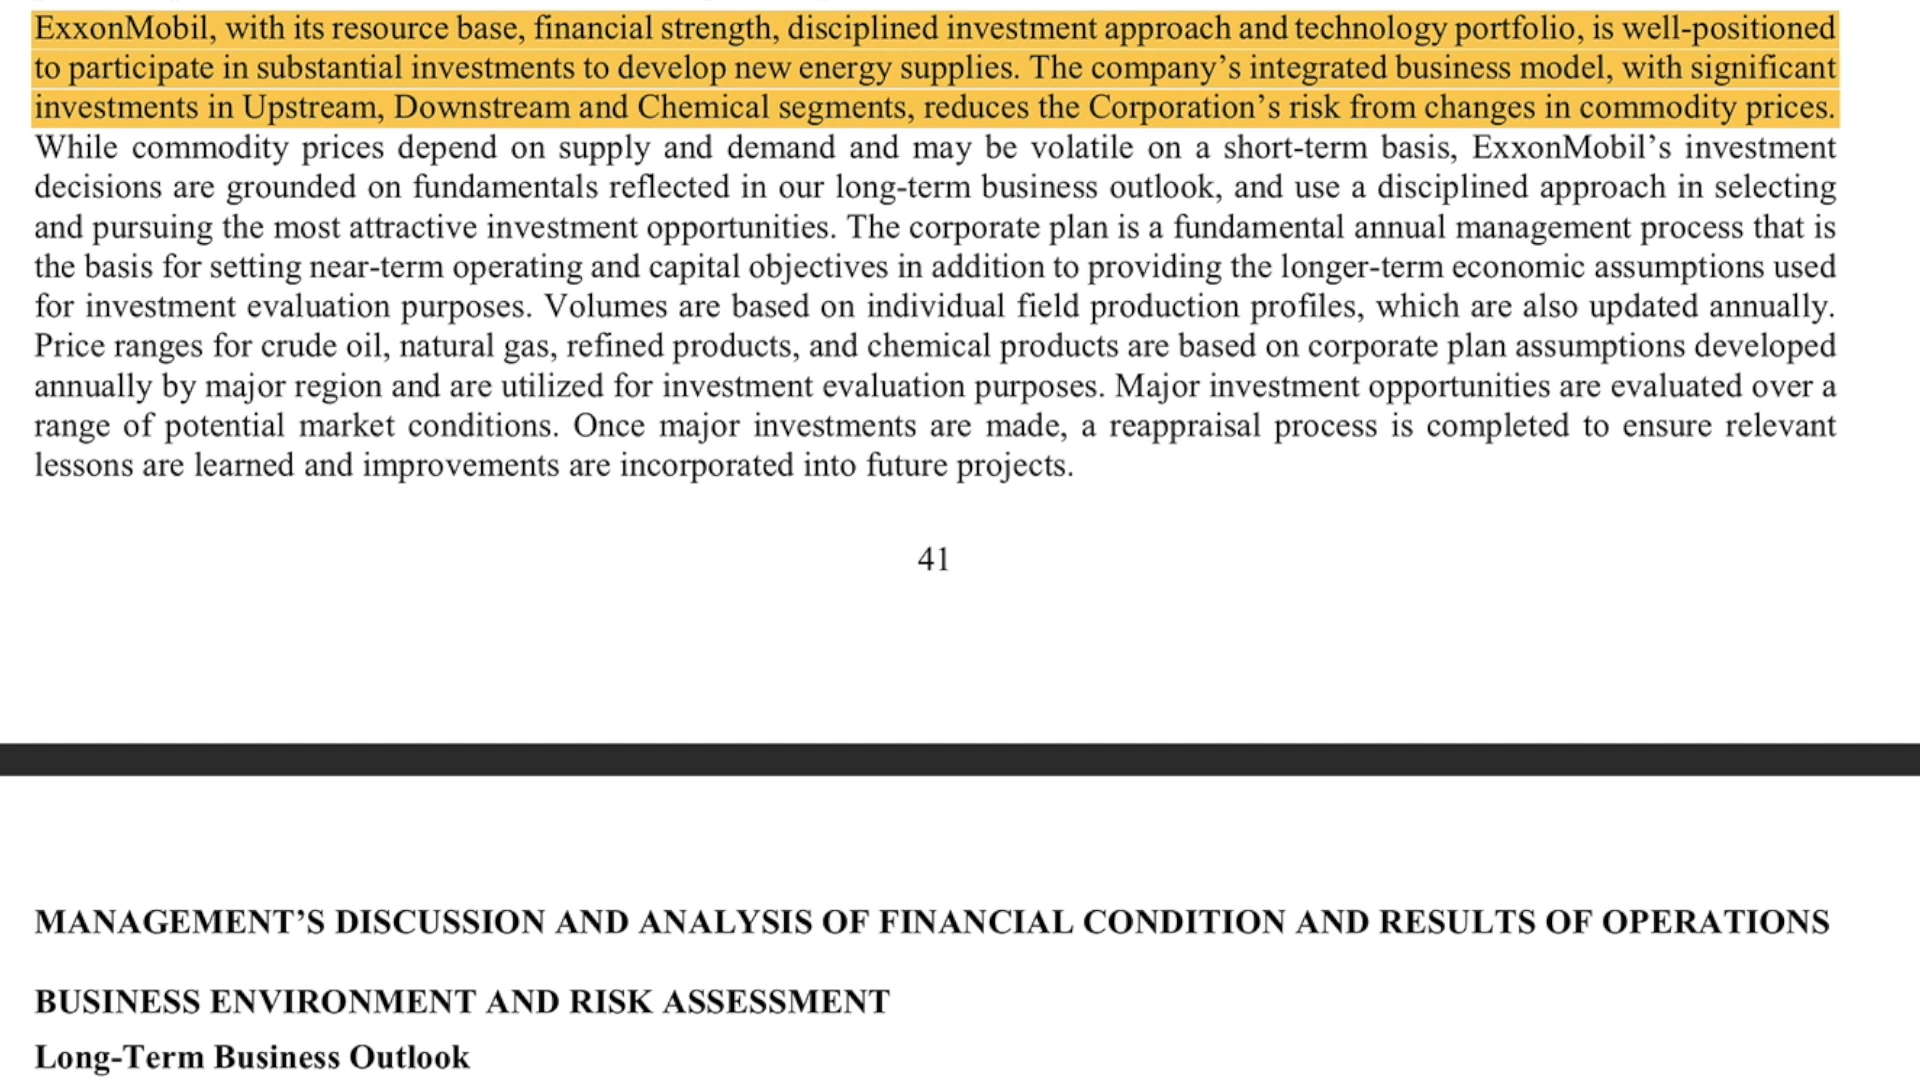 ExxonMobil, with its resource base, financial strength, disciplined investment approach and technology portfolio, is well-positioned
to participate in substantial investments to develop new energy supplies. The company’s integrated business model, with significant
investments in Upstream, Downstream and Chemical segments, reduces the Corporation’s risk from changes in commodity prices.
While commodity prices depend on supply and demand and may be volatile on a short-term basis, ExxonMobil’s investment
decisions are grounded on fundamentals reflected in our long-term business outlook, and use a disciplined approach in selecting
and pursuing the most attractive investment opportunities. The corporate plan is a fundamental annual management process that is
the basis for setting near-term operating and capital objectives in addition to providing the longer-term economic assumptions used
for investment evaluation purposes. Volumes are based on individual field production profiles, which are also updated annually.
Price ranges for crude oil, natural gas, refined products, and chemical products are based on corporate plan assumptions developed
annually by major region and are utilized for investment evaluation purposes. Major investment opportunities are evaluated over a
range of potential market conditions. Once major investments are made, a reappraisal process is completed to ensure relevant
lessons are learned and improvements are incorporated into future projects.
41
MANAGEMENT’S DISCUSSION AND ANALYSIS OF FINANCIAL CONDITION AND RESULTS OF OPERATIONS
BUSINESS ENVIRONMENT AND RISK ASSESSMENT
Long-Term Business Outlook